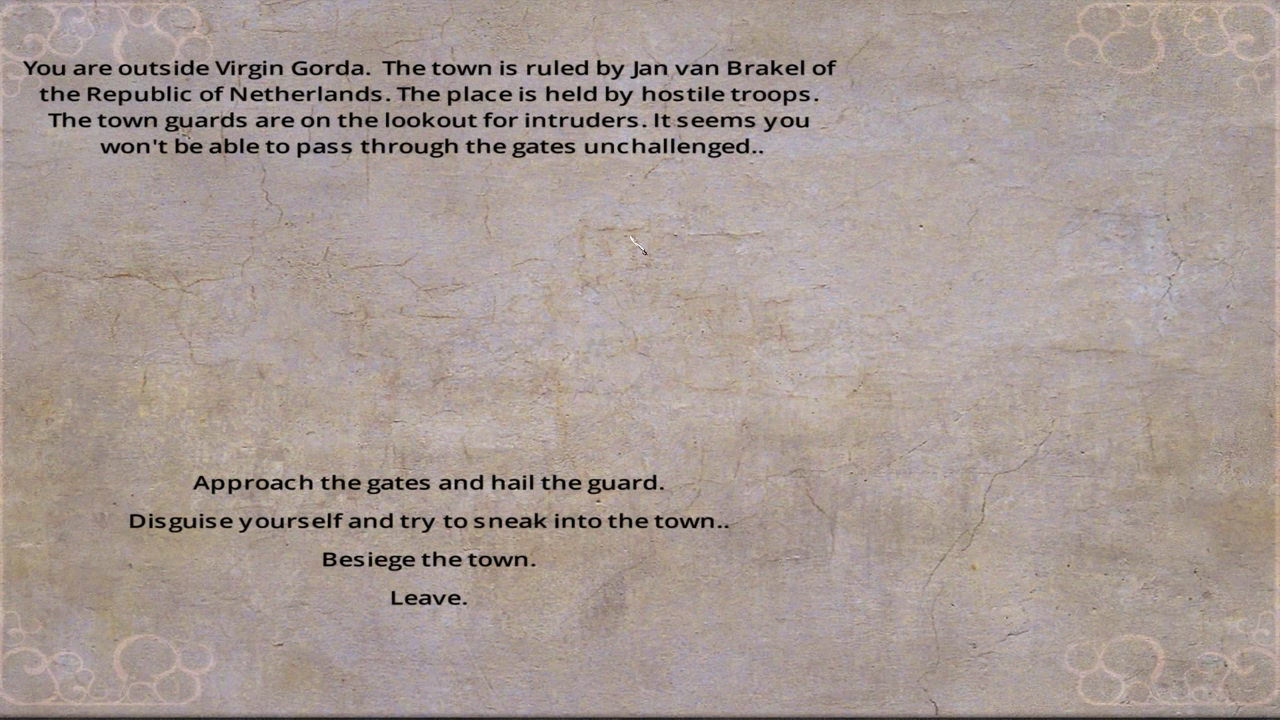 You are outside Virgin Gorda.  The town is ruled by Jan van Brakel of
the Republic of Netherlands. The place is held by hostile troops.
The town guards are on the lookout for intruders. It seems you
won't be able to pass through the gates unchallenged..
Approach the gates and hail the guard.
Disguise yourself and try to sneak into the town..
Besiege the town.
Leave.